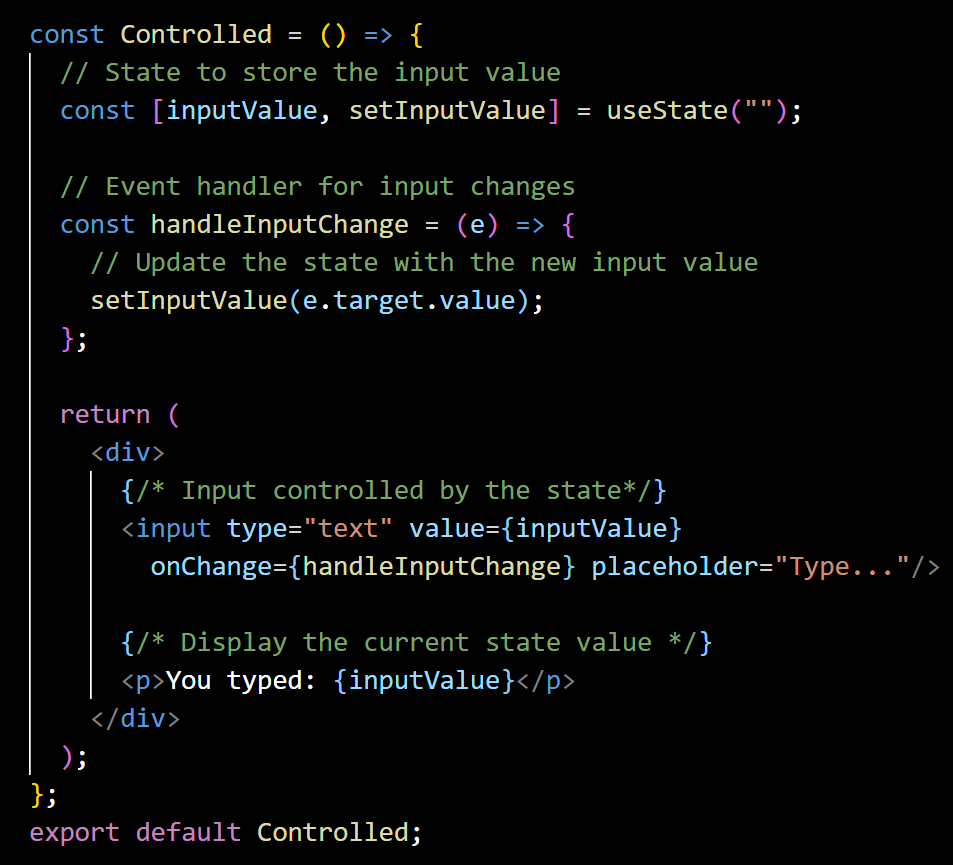 const Controlled = () => {
  // State to store the input value
  const [inputValue, setInputValue] = useState("");

  // Event handler for input changes
  const handleInputChange = (e) => {
    // Update the state with the new input value
    setInputValue(e.target.value);
  };

  return (
    <div>
      {/* Input controlled by the state*/}
      <input type="text" value={inputValue}
        onChange={handleInputChange} placeholder="Type..."/>

      {/* Display the current state value */}
      <p>You typed: {inputValue}</p>
    </div>
  );
};
export default Controlled;